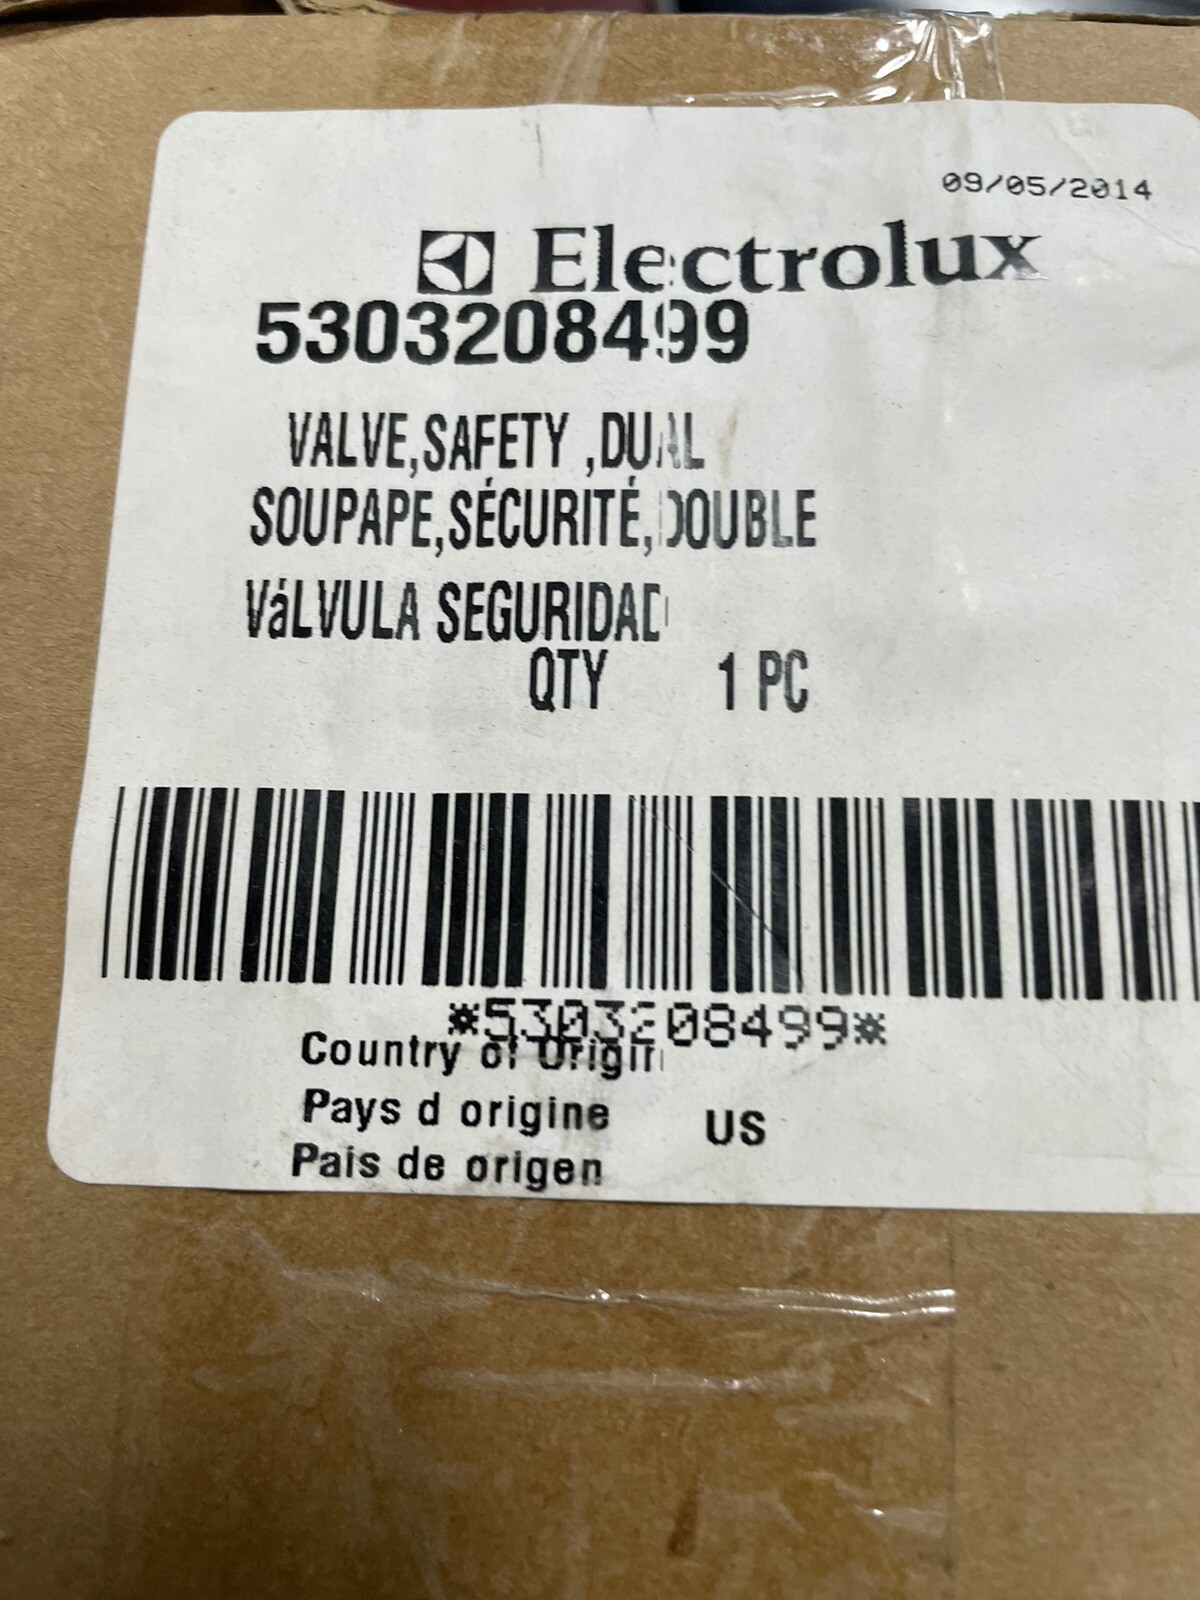 09/05/2014
Electrolux
5303208499
VALVE,SAFETY ,DUAL
SOUPAPE,SÉCURITÉ,DOUBLE
VáLVULA SEGURIDAD
QTY 1 PC
*5303208499*
Country of Origin
Pays d origine US
Pais de origen